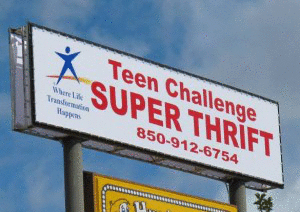 Teen Challenge
SUPER THRIFT
850-912-6754
Where Life
Transformation
Happens